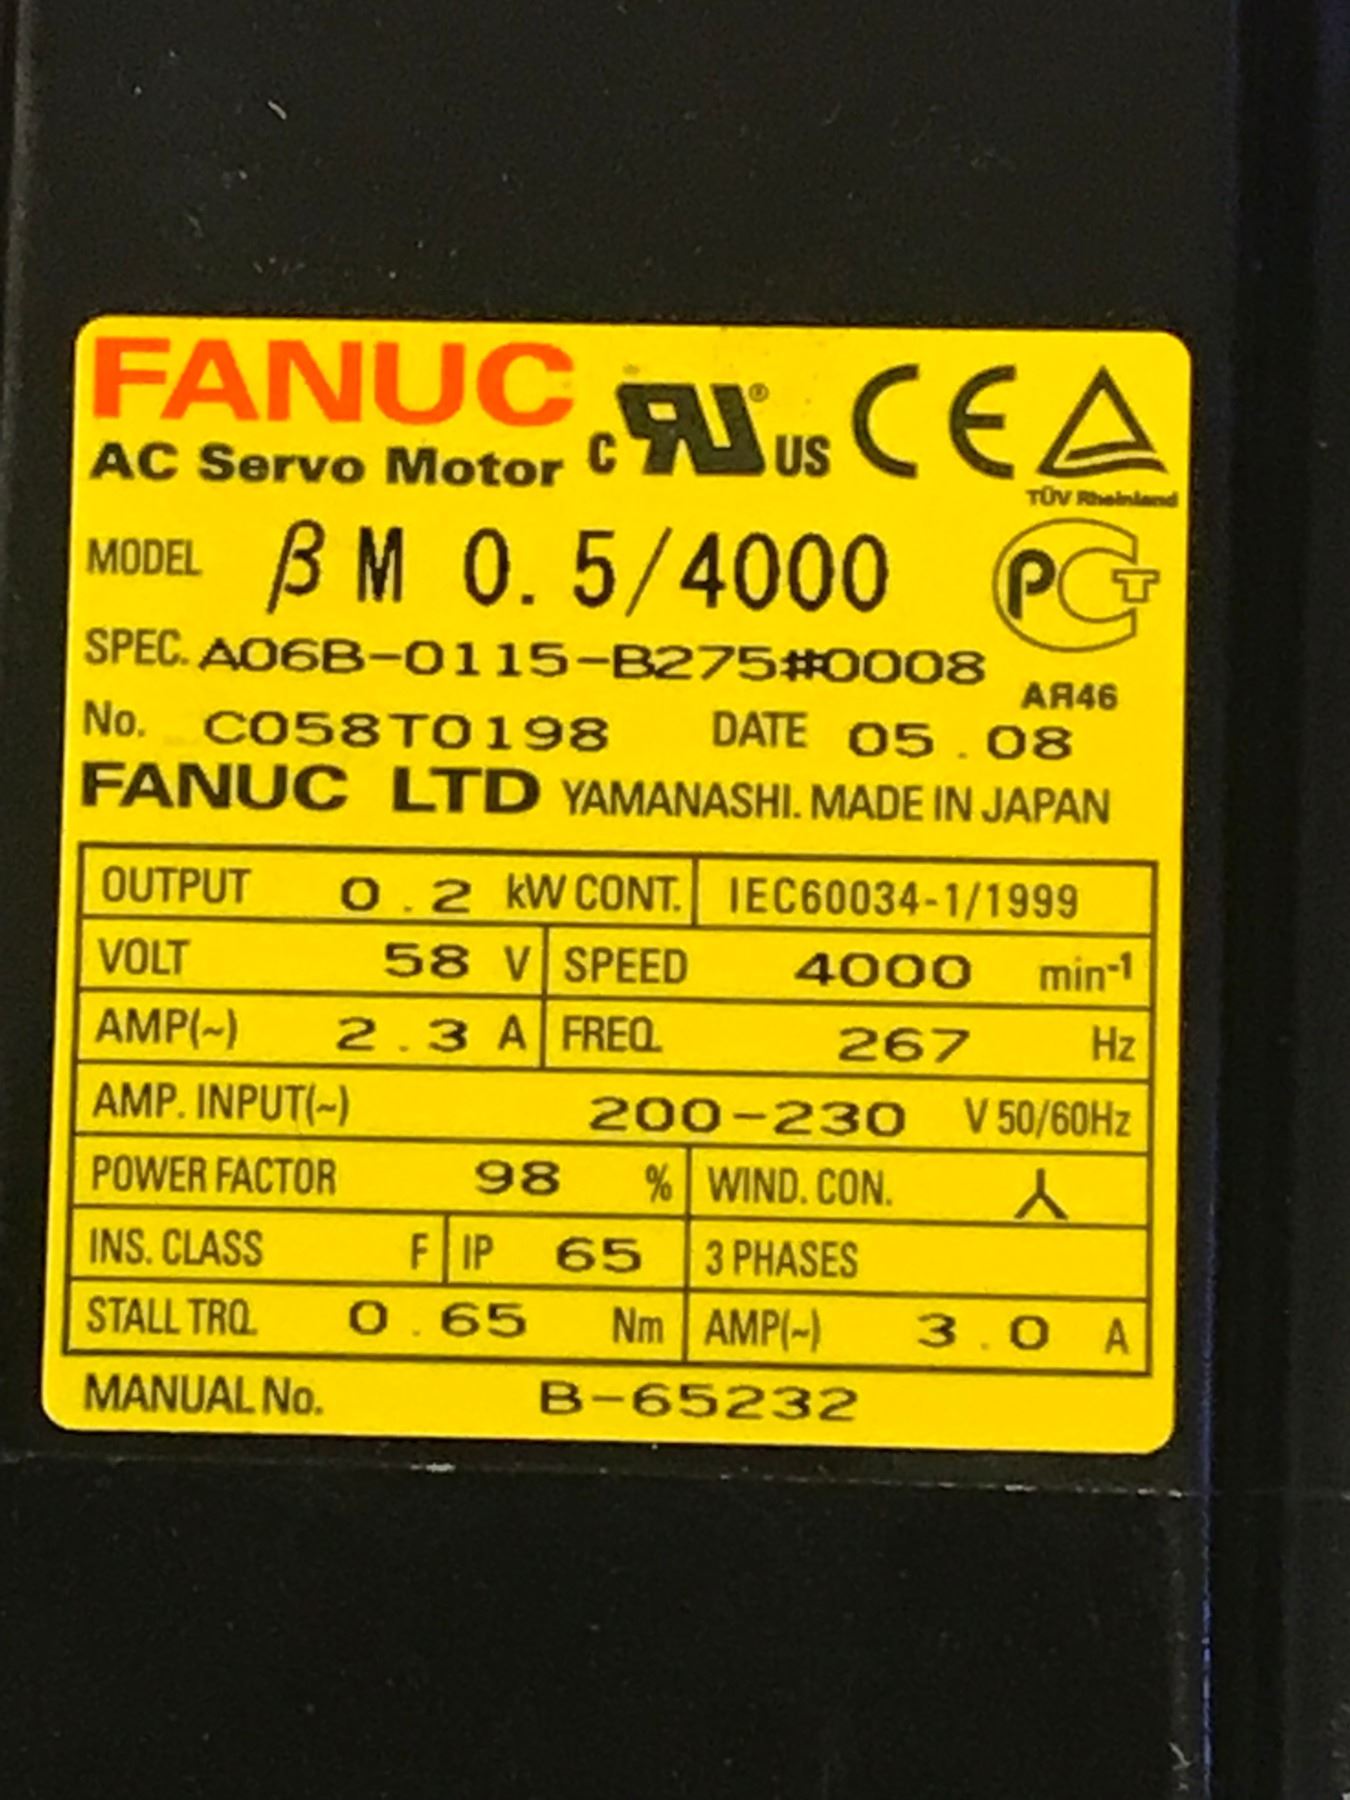 FANUC
AC Servo Motor c RU® US CE
TÜV Rheinland
MODEL β M 0.5/4000 PCT
SPEC. A06B-0115-B275#0008
AЯ46
No. C058T0198 DATE 05.08
FANUC LTD YAMANASHI. MADE IN JAPAN
OUTPUT 0.2 kW CONT. IEC60034-1/1999
VOLT 58 V SPEED 4000 min-1
AMP(~) 2.3 A FREQ. 267 Hz
AMP. INPUT(~) 200-230 V 50/60Hz
POWER FACTOR 98 % WIND. CON. ⅄
INS. CLASS F IP 65 3 PHASES
STALL TRQ. 0.65 Nm AMP(~) 3.0 A
MANUAL No. B-65232